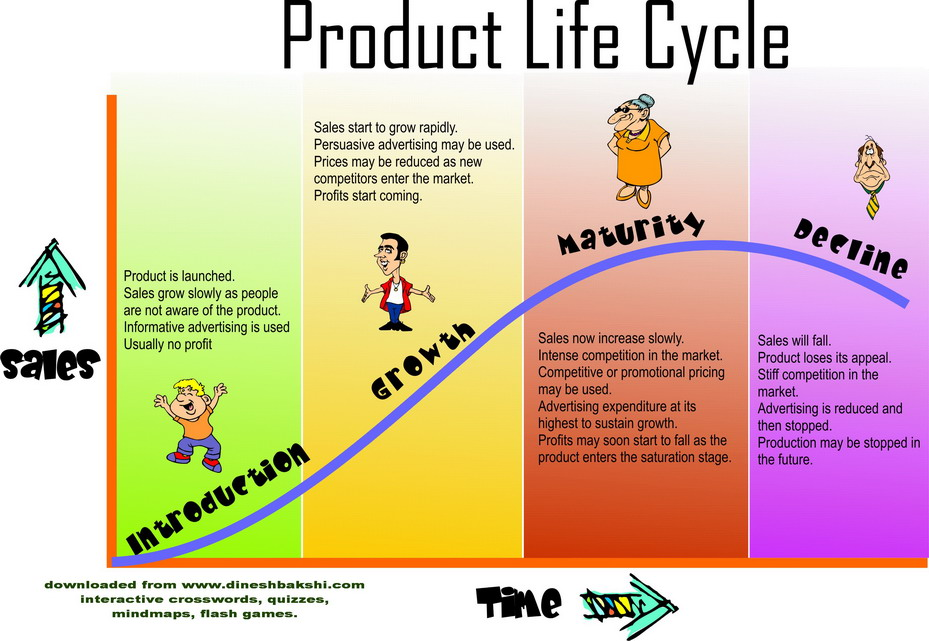 Product Life Cycle
Sales start to grow rapidly.
Persuasive advertising may be used.
Prices may be reduced as new
competitors enter the market.
Profits start coming.
Maturity
Decline
Product is launched.
Sales grow slowly as people
are not aware of the product.
Informative advertising is used
Usually no profit
Sales
Growth
Sales now increase slowly.
Intense competition in the market.
Competitive or promotional pricing
may be used.
Advertising expenditure at its
highest to sustain growth.
Profits may soon start to fall as the
product enters the saturation stage.
Sales will fall.
Product loses its appeal.
Stiff competition in the
market.
Advertising is reduced and
then stopped.
Production may be stopped in
the future.
Introduction
downloaded from www.dineshbakshi.com
interactive crosswords, quizzes,
mindmaps, flash games.
Time